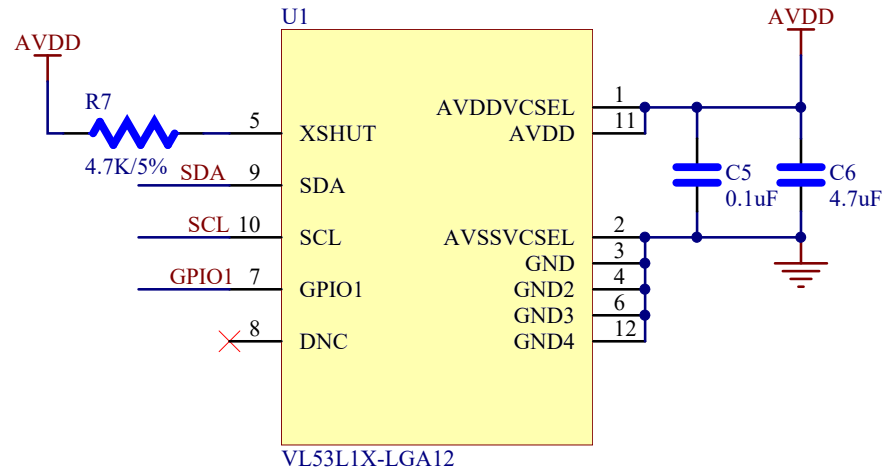 U1
AVDD
AVDD
R7
4.7K/5%
5 XSHUT
SDA 9 SDA
SCL 10 SCL
GPIO1 7 GPIO1
8 DNC
AVDDVCSEL 1
AVDD 11
C5
0.1uF
C6
4.7uF
AVSSVCSEL 2
GND 3
GND2 4
GND3 6
GND4 12
VL53L1X-LGA12